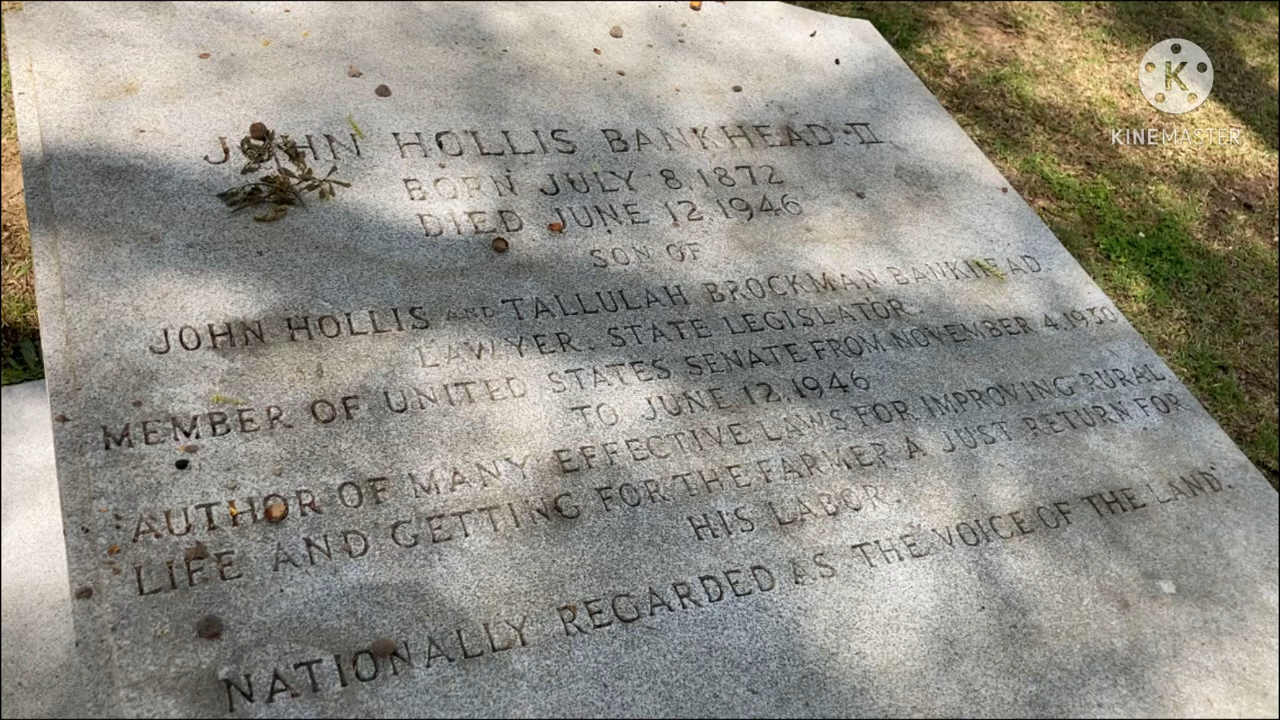 JOHN HOLLIS BANKHEAD II
BORN JULY 8, 1872
DIED JUNE 12, 1946
SON OF
JOHN HOLLIS AND TALLULAH BROCKMAN BANKHEAD
LAWYER, STATE LEGISLATOR.
MEMBER OF UNITED STATES SENATE FROM NOVEMBER 4, 1930
TO JUNE 12, 1946
AUTHOR OF MANY EFFECTIVE LAWS FOR IMPROVING RURAL
LIFE AND GETTING FOR THE FARMER A JUST RETURN FOR
HIS LABOR.
NATIONALLY REGARDED AS THE VOICE OF THE LAND.
K
KINEMASTER